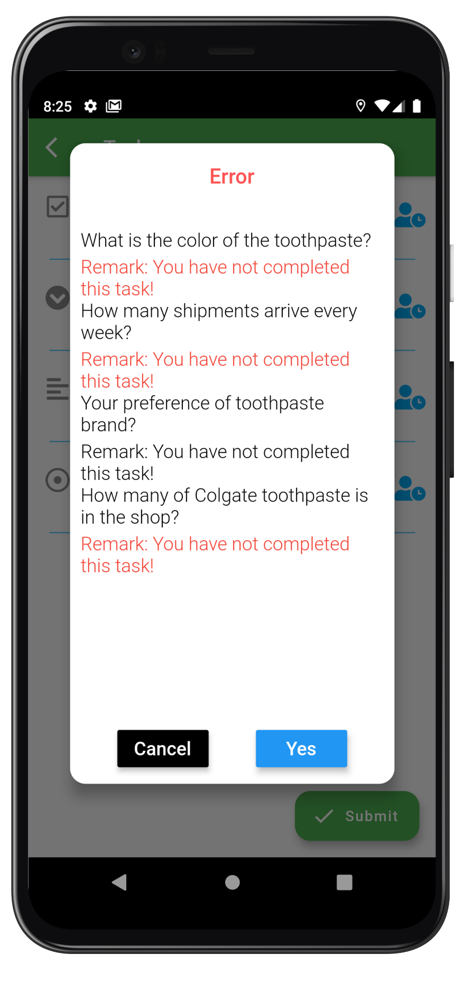 8:25
Error
What is the color of the toothpaste?
Remark: You have not completed
this task!
How many shipments arrive every
week?
Remark: You have not completed
this task!
Your preference of toothpaste
brand?
Remark: You have not completed
this task!
How many of Colgate toothpaste is
in the shop?
Remark: You have not completed
this task!
Cancel
Yes
Submit